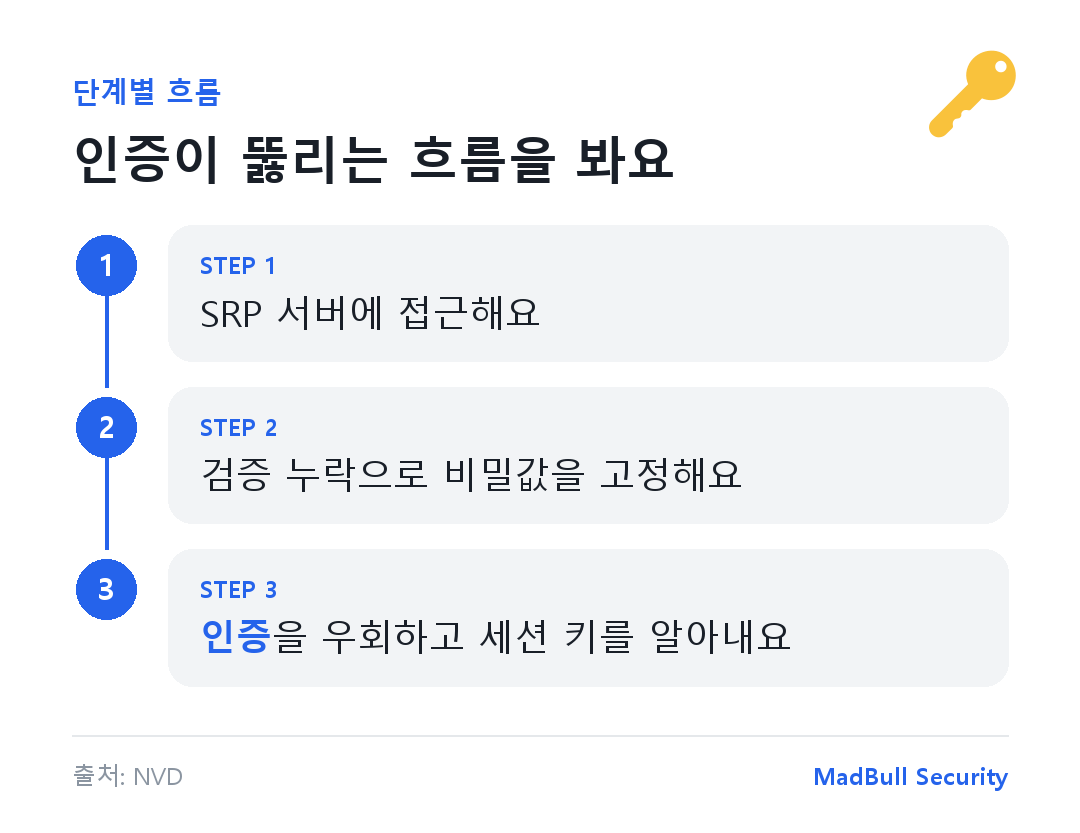 단계별 흐름
인증이 뚫리는 흐름을 봐요
1
STEP 1
SRP 서버에 접근해요
2
STEP 2
검증 누락으로 비밀값을 고정해요
3
STEP 3
인증을 우회하고 세션 키를 알아내요
출처: NVD
MadBull Security